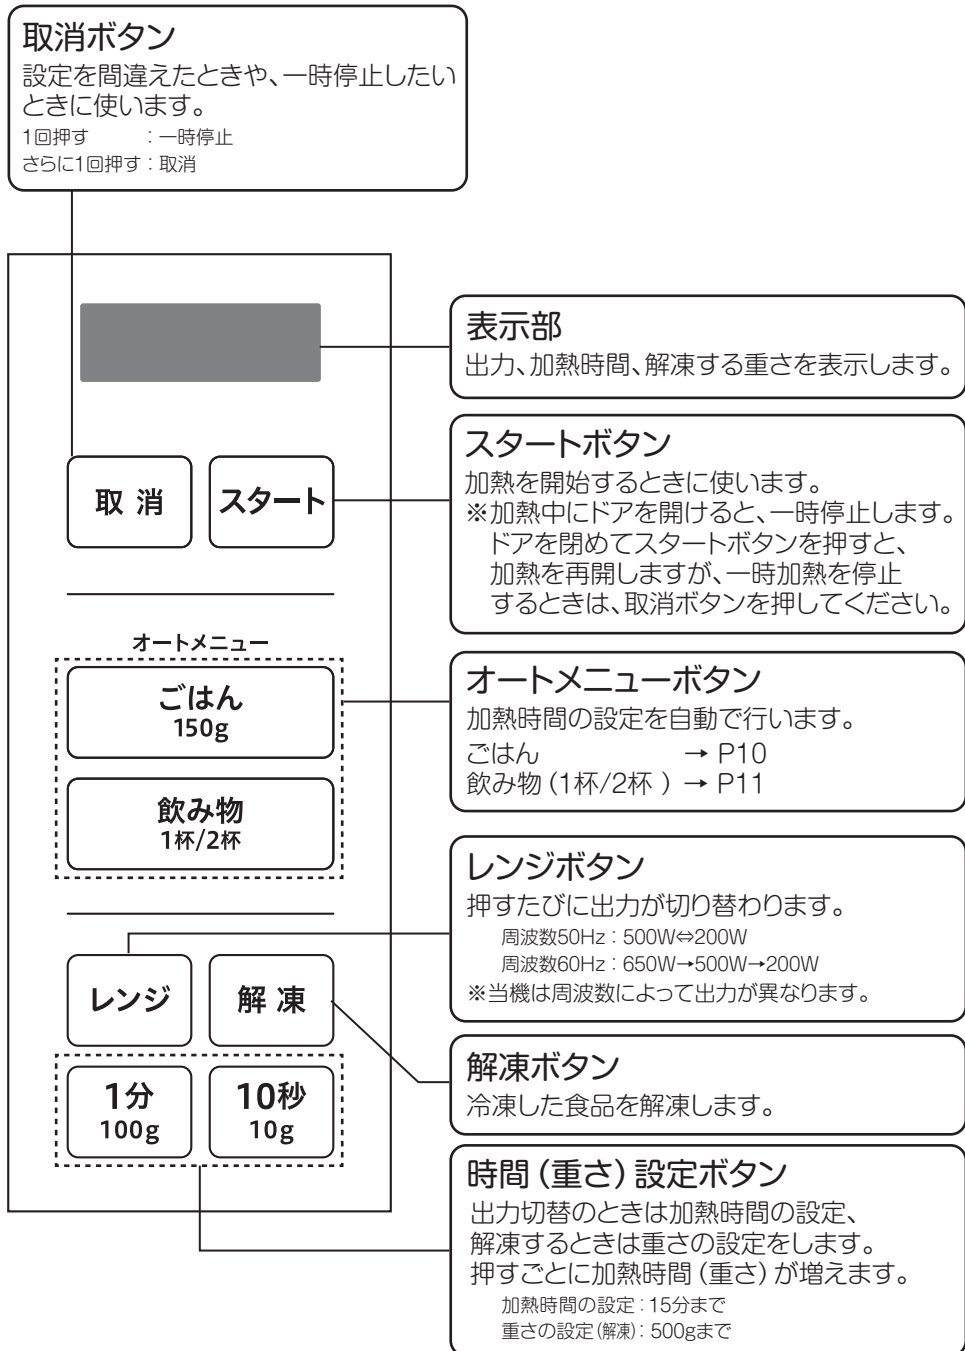 取消ボタン
設定を間違えたときや、一時停止したい
ときに使います。
1回押す　　　：一時停止
さらに1回押す：取消
表示部
出力、加熱時間、解凍する重さを表示します。
取 消
スタート
スタートボタン
加熱を開始するときに使います。
※加熱中にドアを開けると、一時停止します。
ドアを閉めてスタートボタンを押すと、
加熱を再開しますが、一時加熱を停止
するときは、取消ボタンを押してください。
オートメニュー
ごはん
150g
飲み物
1杯/2杯
オートメニューボタン
加熱時間の設定を自動で行います。
ごはん　　　　　→ P10
飲み物（1杯/2杯 ）→ P11
レンジ
解 凍
レンジボタン
押すたびに出力が切り替わります。
周波数50Hz：500W⇔200W
周波数60Hz：650W→500W→200W
※当機は周波数によって出力が異なります。
1分
100g
10秒
10g
解凍ボタン
冷凍した食品を解凍します。
時間（重さ）設定ボタン
出力切替のときは加熱時間の設定、
解凍するときは重さの設定をします。
押すごとに加熱時間（重さ）が増えます。
加熱時間の設定：15分まで
重さの設定（解凍）：500gまで